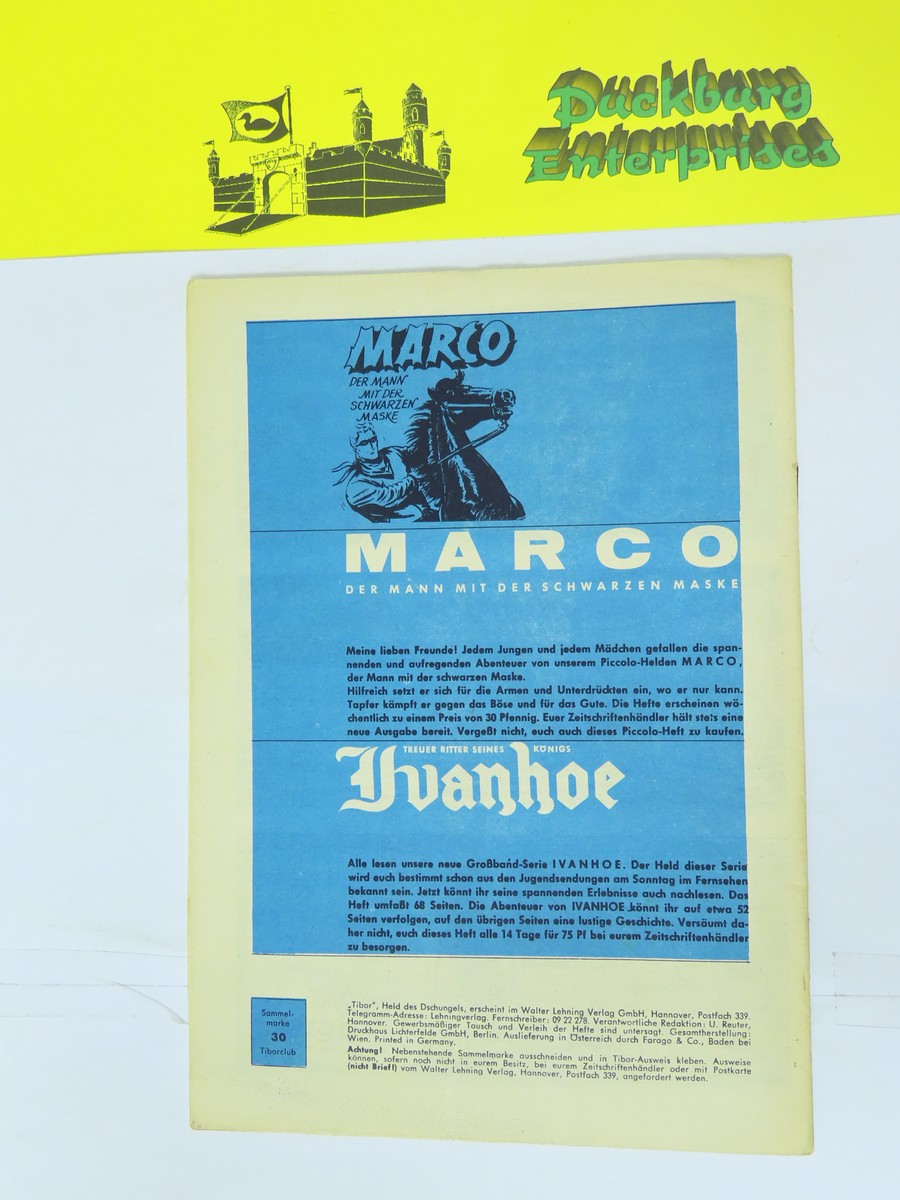 Duckburg
Enterprises
MARCO
DER MANN
MIT DER
SCHWARZEN
MASKE
MARCO
DER MANN MIT DER SCHWARZEN MASKE
Meine lieben Freunde! Jedem Jungen und jedem Mädchen gefallen die span-
nenden und aufregenden Abenteuer von unserem Piccolo-Helden MARCO,
der Mann mit der schwarzen Maske.
Hilfreich setzt er sich für die Armen und Unterdrückten ein, wo er nur kann.
Tapfer kämpft er gegen das Böse und für das Gute. Die Hefte erscheinen wö-
chentlich zu einem Preis von 30 Pfennig. Euer Zeitschriftenhändler hält stets eine
neue Ausgabe bereit. Vergeßt nicht, euch auch dieses Piccolo-Heft zu kaufen.
TREUER RITTER SEINES KÖNIGS
Ivanhoe
Alle lesen unsere neue Großband-Serie IVANHOE. Der Held dieser Serie
wird euch bestimmt schon aus den Jugendsendungen am Sonntag im Fernsehen
bekannt sein. Jetzt könnt ihr seine spannenden Erlebnisse auch nachlesen. Das
Heft umfaßt 68 Seiten. Die Abenteuer von IVANHOE könnt ihr auf etwa 52
Seiten verfolgen, auf den übrigen Seiten eine lustige Geschichte. Versäumt da-
her nicht, euch dieses Heft alle 14 Tage für 75 Pf bei eurem Zeitschriftenhändler
zu besorgen.
Sammel-
marke
30
Tiborclub
„Tibor", Held des Dschungels, erscheint im Walter Lehning Verlag GmbH, Hannover, Postfach 339.
Telegramm-Adresse: Lehningverlag. Fernschreiber: 09 22 278. Verantwortliche Redaktion: U. Reuter,
Hannover. Gewerbsmäßiger Tausch und Verleih der Hefte sind untersagt. Gesamtherstellung:
Druckhaus Lichterfelde GmbH, Berlin. Auslieferung in Österreich durch Farago & Co., Baden bei
Wien. Printed in Germany.
Achtung! Nebenstehende Sammelmarke ausschneiden und in Tibor-Ausweis kleben. Ausweise
können, sofern noch nicht in eurem Besitz, bei eurem Zeitschriftenhändler oder mit Postkarte
(nicht Brief!) vom Walter Lehning Verlag, Hannover, Postfach 339, angefordert werden.